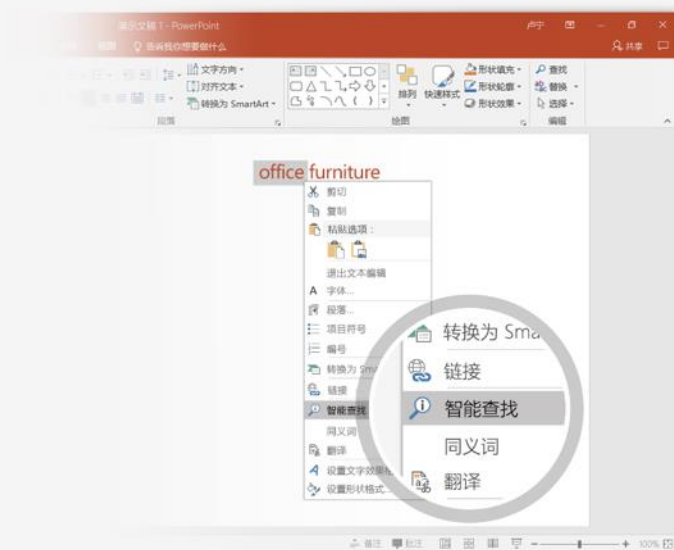 演示文稿 1 - PowerPoint
卢宁
告诉我你想要做什么
共享
文字方向
对齐文本
转换为 SmartArt
段落
排列
快速样式
形状填充
形状轮廓
形状效果
绘图
查找
替换
选择
编辑
office furniture
剪切
复制
粘贴选项：
退出文本编辑
A 字体...
段落...
项目符号
编号
转换为 Sma
链接
智能查找
同义词
翻译
设置文字效果格
设置形状格式...
转换为 Sma
链接
智能查找
同义词
翻译
备注
批注
100%